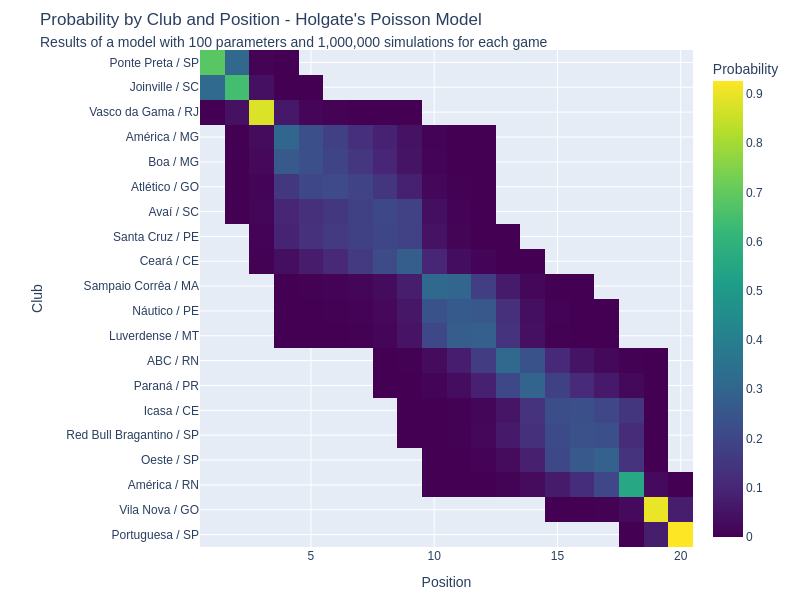 Probability by Club and Position - Holgate's Poisson Model
Results of a model with 100 parameters and 1,000,000 simulations for each game
Probability
Ponte Preta / SP
Joinville / SC
Vasco da Gama / RJ
América / MG
Boa / MG
Atlético / GO
Avaí / SC
Santa Cruz / PE
Ceará / CE
Sampaio Corrêa / MA
Náutico / PE
Luverdense / MT
ABC / RN
Paraná / PR
Icasa / CE
Red Bull Bragantino / SP
Oeste / SP
América / RN
Vila Nova / GO
Portuguesa / SP
Club
5
10
15
20
Position
0.9
0.8
0.7
0.6
0.5
0.4
0.3
0.2
0.1
0